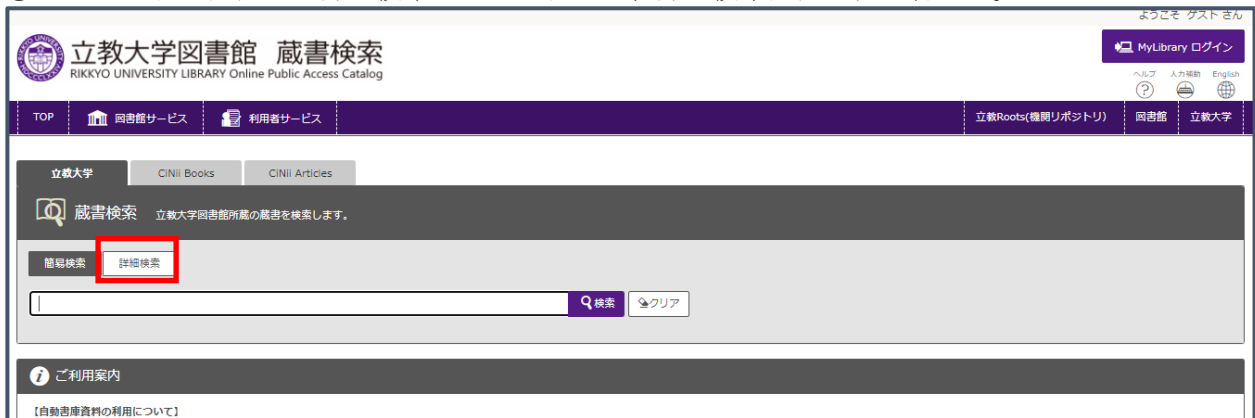 ようこそ ゲスト さん
立教大学図書館 蔵書検索
RIKKYO UNIVERSITY LIBRARY Online Public Access Catalog
MyLibrary ログイン
ヘルプ 入力補助 English
TOP 図書館サービス 利用者サービス 立教Roots(機関リポジトリ) 図書館 立教大学
立教大学 CiNii Books CiNii Articles
蔵書検索 立教大学図書館所蔵の蔵書を検索します。
簡易検索 詳細検索
検索 クリア
ご利用案内
【自動書庫資料の利用について】